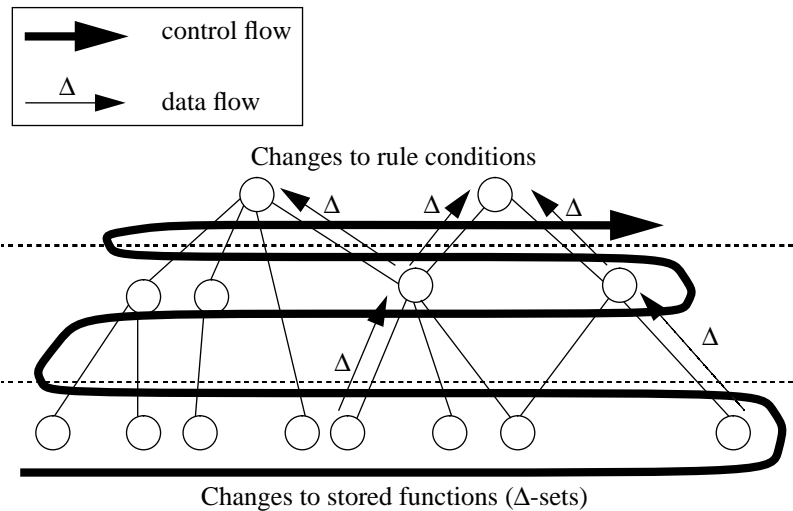 control flow
Δ
data flow
Changes to rule conditions
Δ
Δ
Δ
Δ
Δ
Changes to stored functions (Δ-sets)